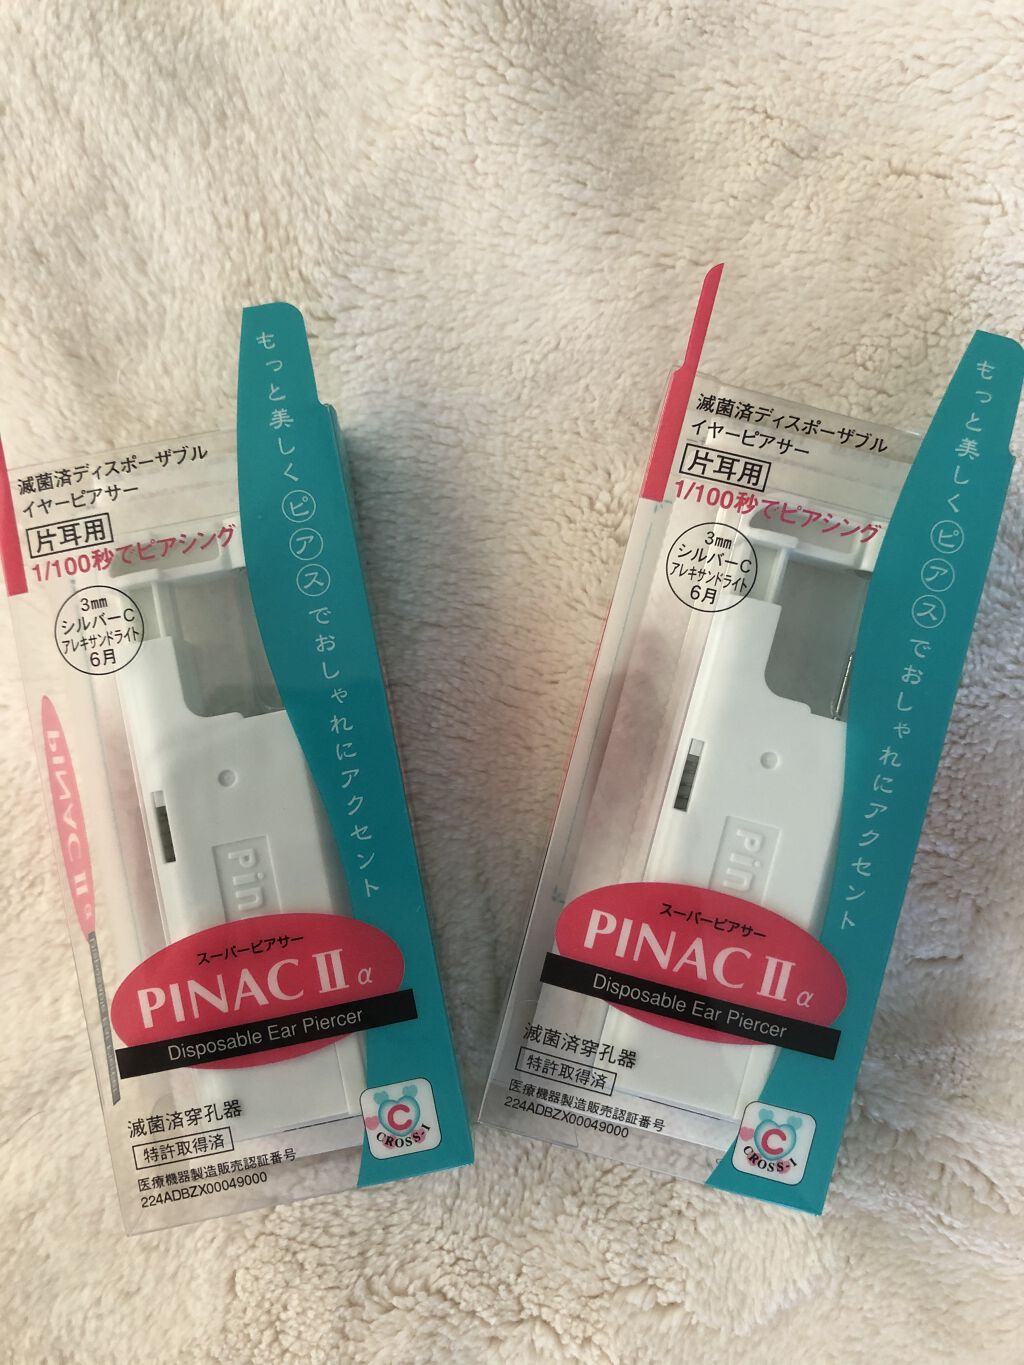 滅菌済ディスポーザブル
イヤーピアサー
片耳用
1/100秒でピアシング
3mm
シルバーC
アレキサンドライト
6月
もっと美しくピアスでおしゃれにアクセント
PINAC II α
Pin
スーパーピアサー
PINAC II α
Disposable Ear Piercer
滅菌済穿孔器
特許取得済
医療機器製造販売認証番号
224ADBZX00049000
C
CROSS-I
滅菌済ディスポーザブル
イヤーピアサー
片耳用
1/100秒でピアシング
3mm
シルバーC
アレキサンドライト
6月
もっと美しくピアスでおしゃれにアクセント
Pin
スーパーピアサー
PINAC II α
Disposable Ear Piercer
滅菌済穿孔器
特許取得済
医療機器製造販売認証番号
224ADBZX00049000
C
CROSS-I